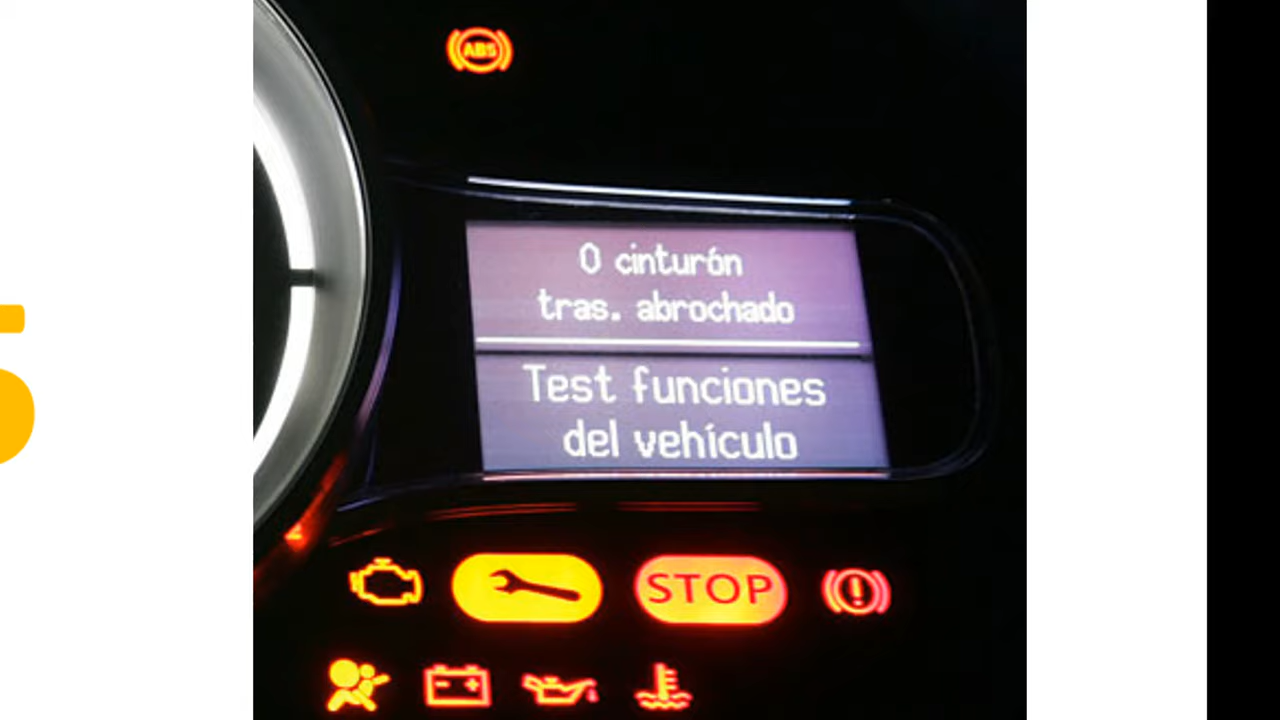 ABS
0 cinturón
tras. abrochado
Test funciones
del vehículo
STOP